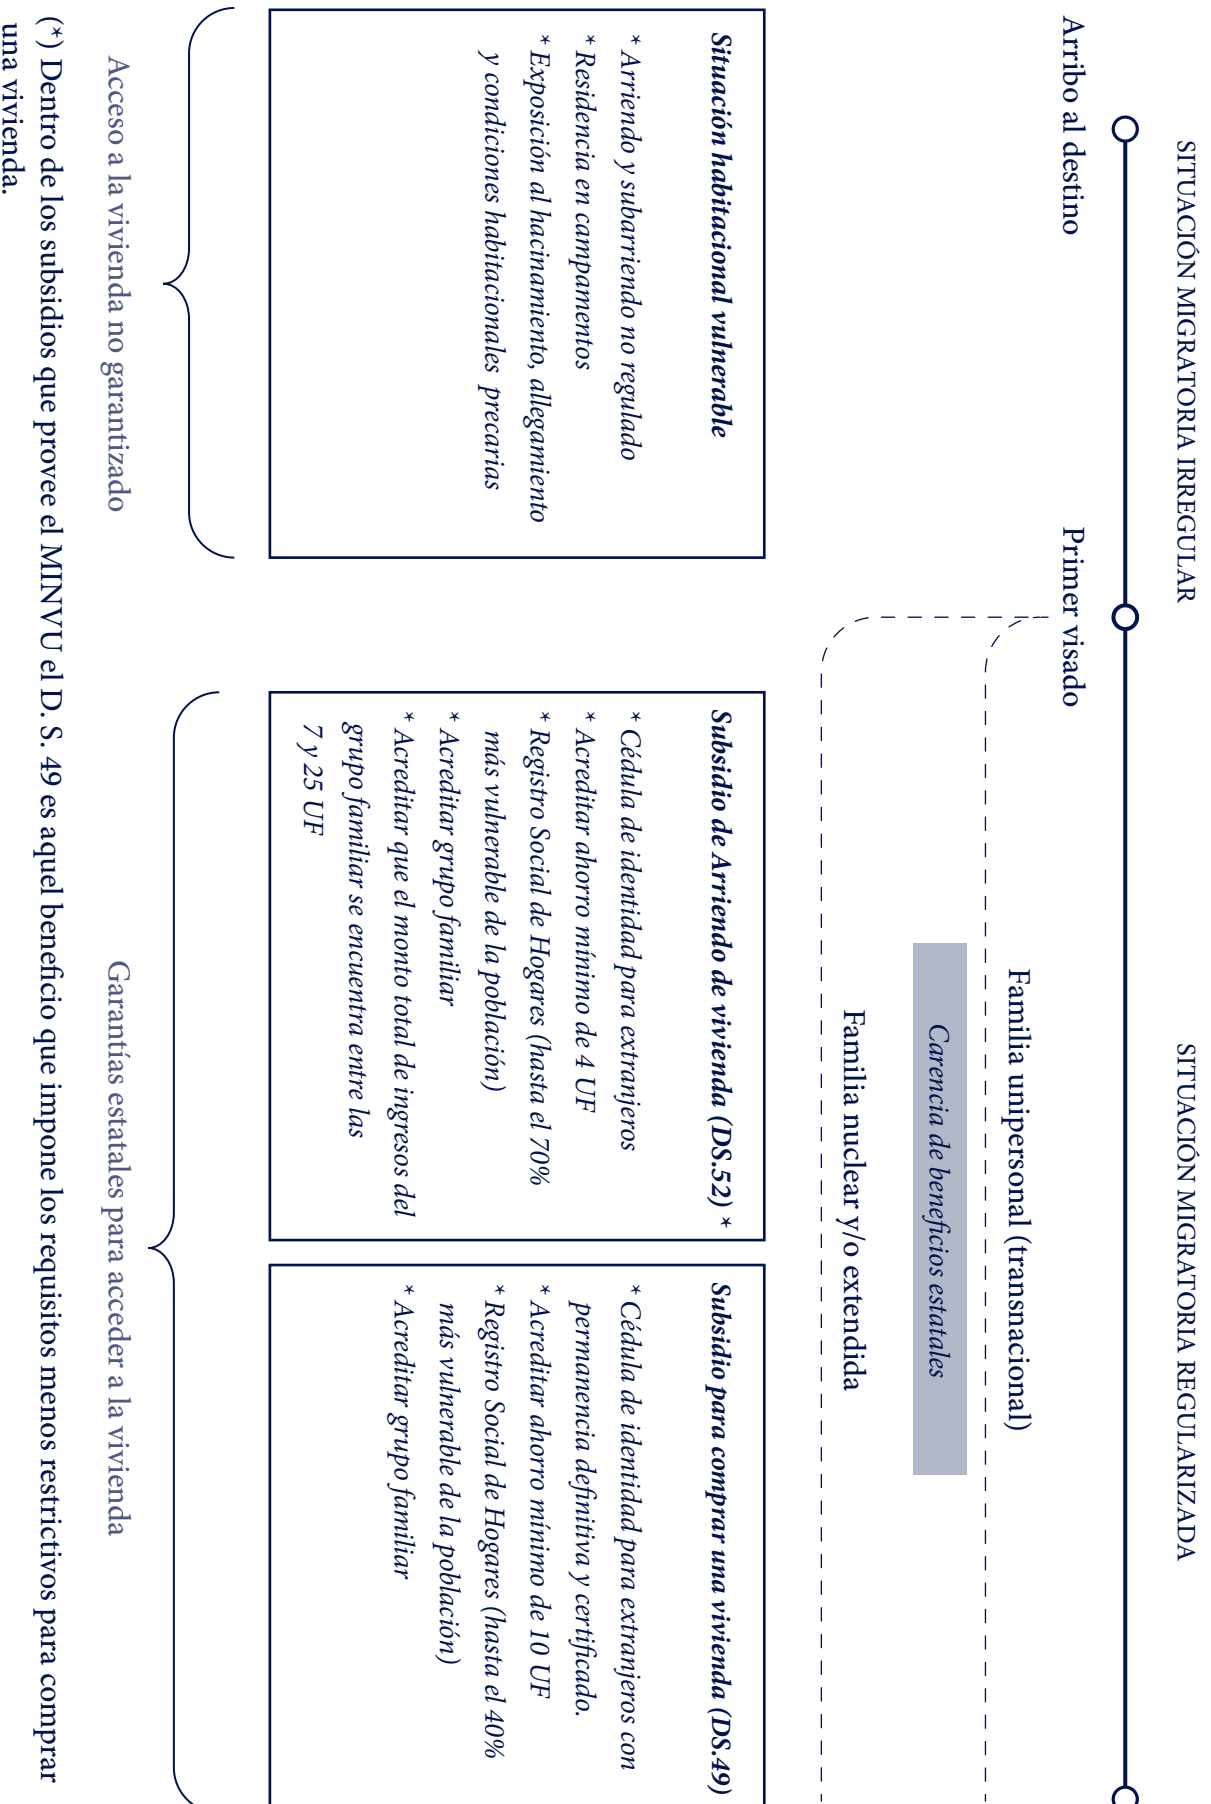 SITUACIÓN MIGRATORIA IRREGULAR
SITUACIÓN MIGRATORIA REGULARIZADA
Arribo al destino
Primer visado
Familia unipersonal (transnacional)
Carencia de beneficios estatales
Familia nuclear y/o extendida
Situación habitacional vulnerable
* Arriendo y subarriendo no regulado
* Residencia en campamentos
* Exposición al hacinamiento, allegamiento
y condiciones habitacionales precarias
Subsidio de Arriendo de vivienda (DS.52) *
* Cédula de identidad para extranjeros
* Acreditar ahorro mínimo de 4 UF
* Registro Social de Hogares (hasta el 70%
más vulnerable de la población)
* Acreditar grupo familiar
* Acreditar que el monto total de ingresos del
grupo familiar se encuentra entre las
7 y 25 UF
Subsidio para comprar una vivienda (DS.49)
* Cédula de identidad para extranjeros con
permanencia definitiva y certificado.
* Acreditar ahorro mínimo de 10 UF
* Registro Social de Hogares (hasta el 40%
más vulnerable de la población)
* Acreditar grupo familiar
Acceso a la vivienda no garantizado
Garantías estatales para acceder a la vivienda
(*) Dentro de los subsidios que provee el MINVU el D. S. 49 es aquel beneficio que impone los requisitos menos restrictivos para comprar
una vivienda.